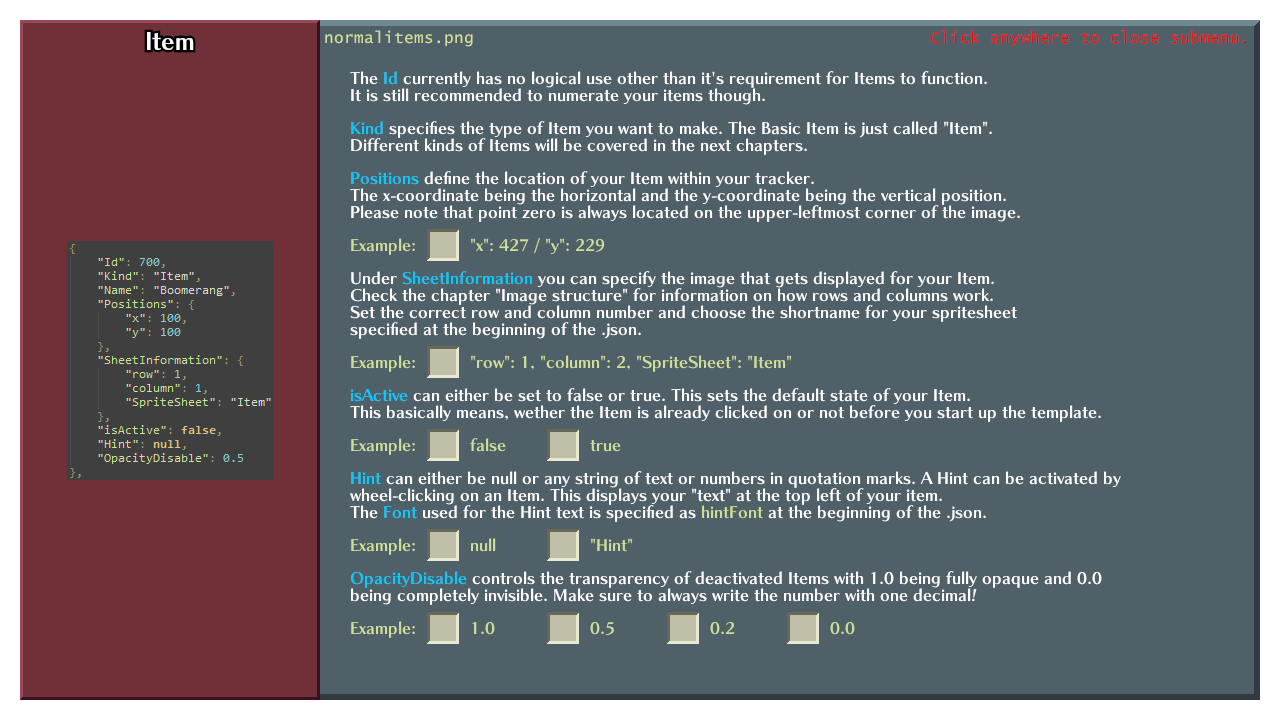 Item
normalitems.png
Click anywhere to close submenu.
{
"Id": 700,
"Kind": "Item",
"Name": "Boomerang",
"Positions": {
"x": 100,
"y": 100
},
"SheetInformation": {
"row": 1,
"column": 1,
"SpriteSheet": "Item"
},
"isActive": false,
"Hint": null,
"OpacityDisable": 0.5
},
The Id currently has no logical use other than it's requirement for Items to function.
It is still recommended to numerate your items though.
Kind specifies the type of Item you want to make. The Basic Item is just called "Item".
Different kinds of Items will be covered in the next chapters.
Positions define the location of your Item within your tracker.
The x-coordinate being the horizontal and the y-coordinate being the vertical position.
Please note that point zero is always located on the upper-leftmost corner of the image.
Example: "x": 427 / "y": 229
Under SheetInformation you can specify the image that gets displayed for your Item.
Check the chapter "Image structure" for information on how rows and columns work.
Set the correct row and column number and choose the shortname for your spritesheet
specified at the beginning of the .json.
Example: "row": 1, "column": 2, "SpriteSheet": "Item"
isActive can either be set to false or true. This sets the default state of your Item.
This basically means, wether the Item is already clicked on or not before you start up the template.
Example: false true
Hint can either be null or any string of text or numbers in quotation marks. A Hint can be activated by
wheel-clicking on an Item. This displays your "text" at the top left of your item.
The Font used for the Hint text is specified as hintFont at the beginning of the .json.
Example: null "Hint"
OpacityDisable controls the transparency of deactivated Items with 1.0 being fully opaque and 0.0
being completely invisible. Make sure to always write the number with one decimal!
Example: 1.0 0.5 0.2 0.0